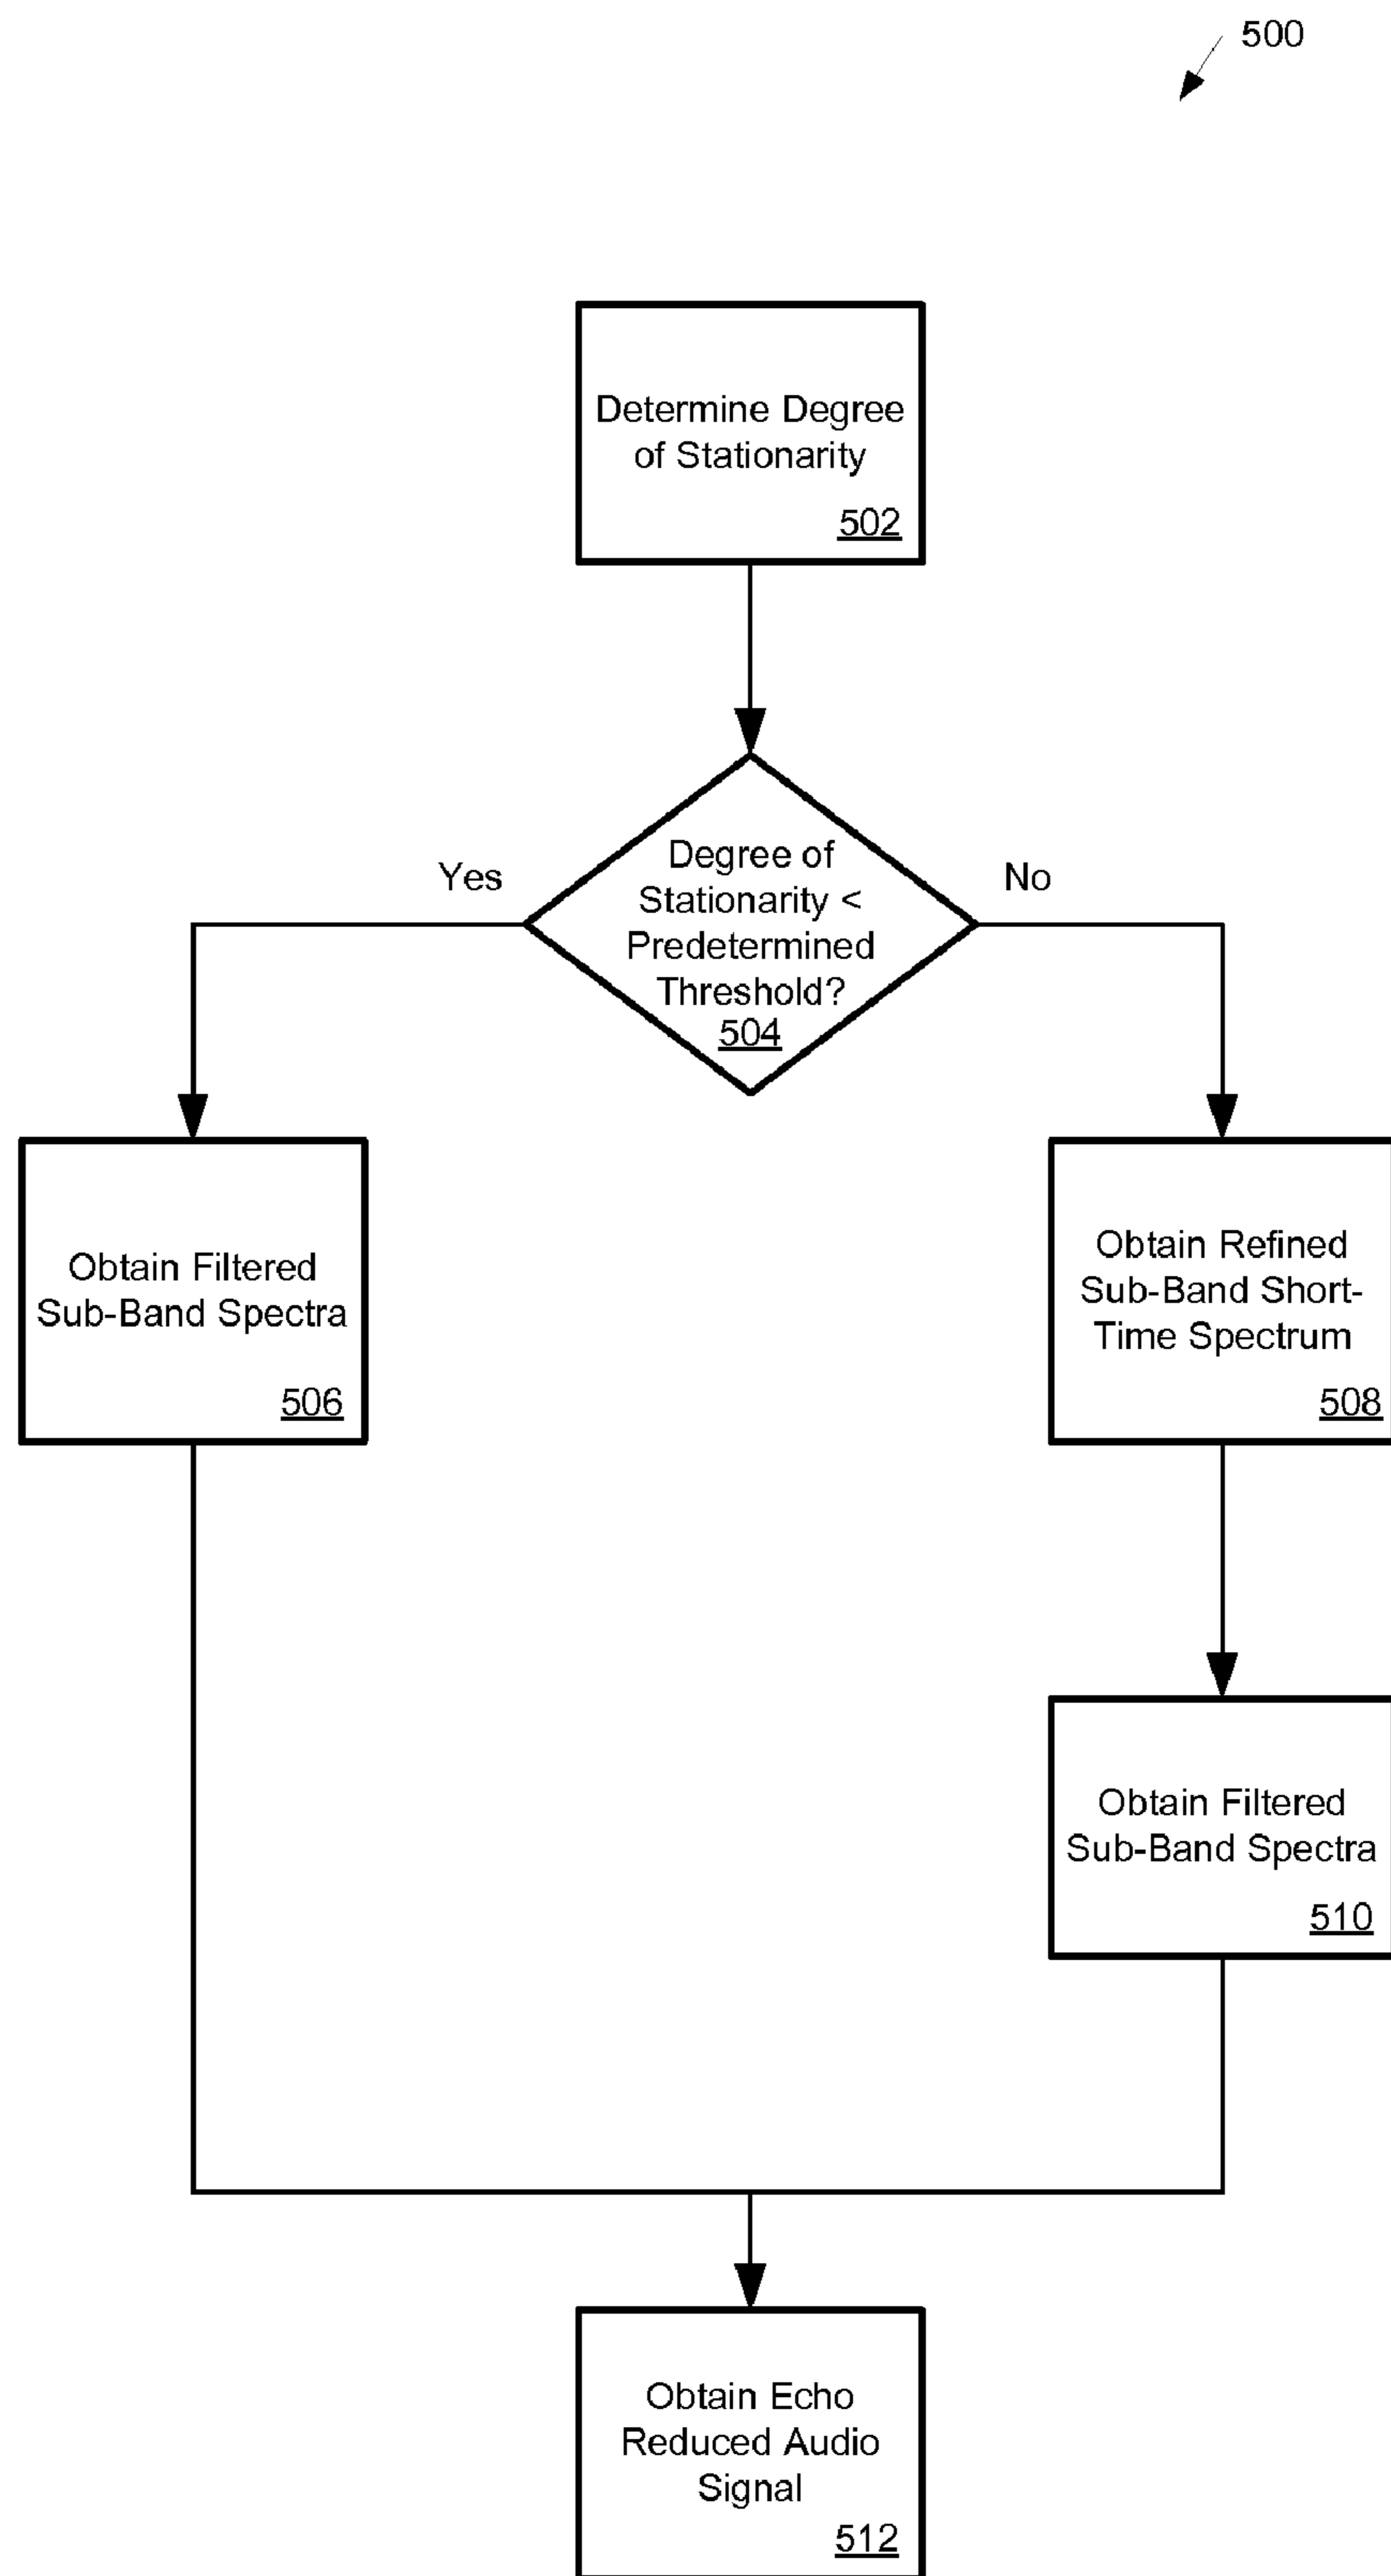 500
Determine Degree
of Stationarity
502
Degree of
Stationarity <
Predetermined
Threshold?
504
Yes
No
Obtain Filtered
Sub-Band Spectra
506
Obtain Refined
Sub-Band Short-
Time Spectrum
508
Obtain Filtered
Sub-Band Spectra
510
Obtain Echo
Reduced Audio
Signal
512